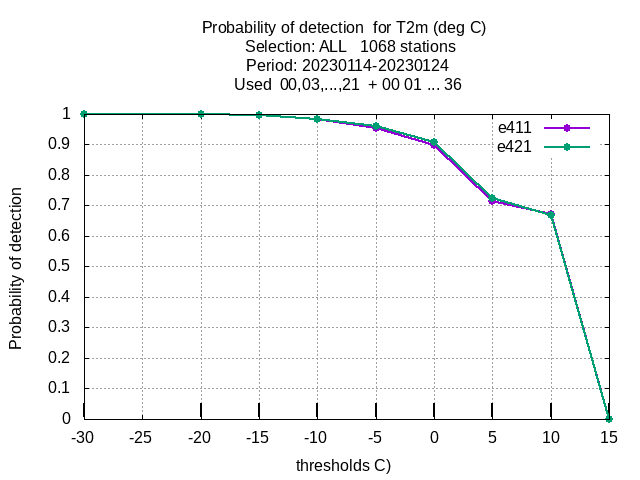 Probability of detection  for T2m (deg C)
Selection: ALL   1068 stations
Period: 20230114-20230124
Used  00,03,...,21  + 00 01 ... 36
e411
e421
Probability of detection
1
0.9
0.8
0.7
0.6
0.5
0.4
0.3
0.2
0.1
0
-30 -25 -20 -15 -10 -5 0 5 10 15
thresholds C)